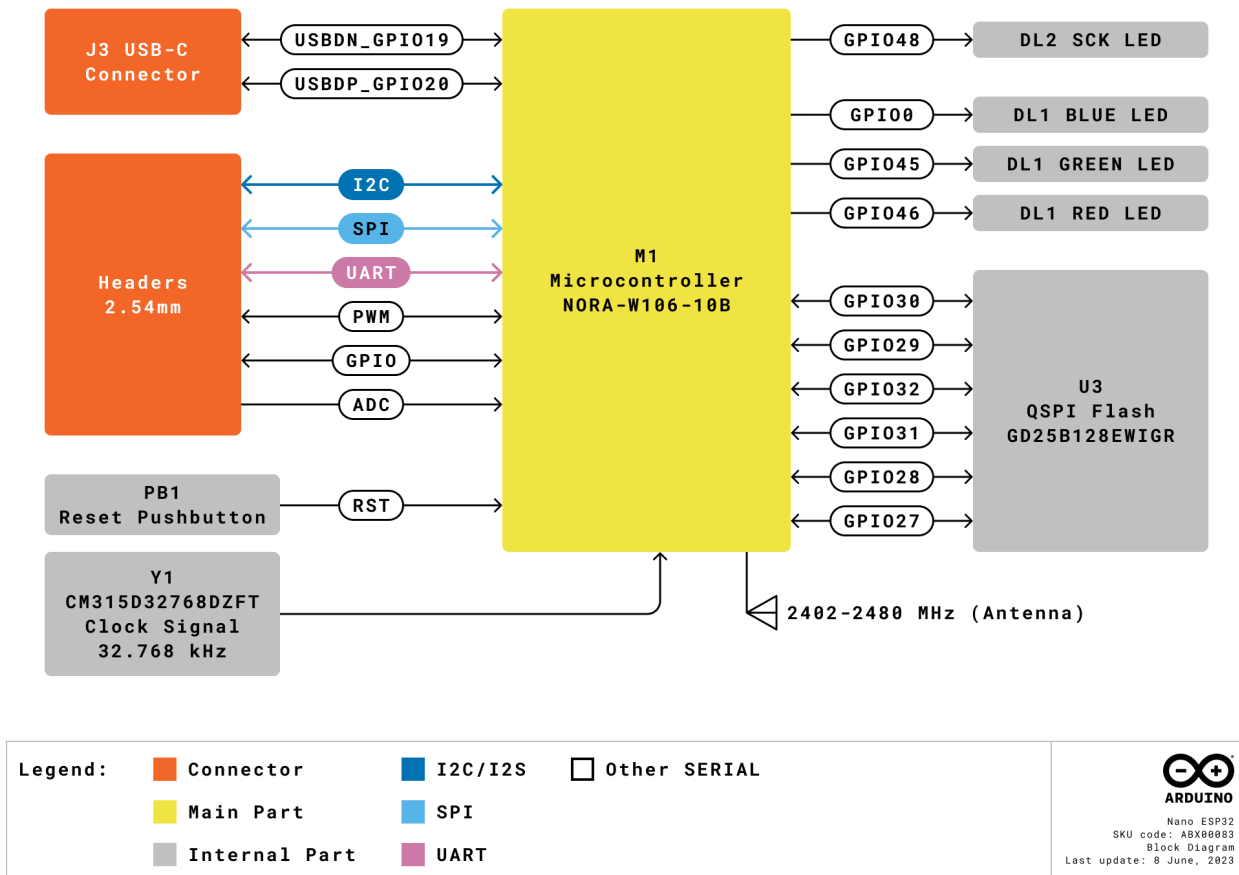 J3 USB-C
Connector
USBDN_GPIO19
USBDP_GPIO20
Headers
2.54mm
I2C
SPI
UART
PWM
GPIO
ADC
PB1
Reset Pushbutton
RST
Y1
CM315D32768DZFT
Clock Signal
32.768 kHz
M1
Microcontroller
NORA-W106-10B
GPIO48
DL2 SCK LED
GPIO0
DL1 BLUE LED
GPIO45
DL1 GREEN LED
GPIO46
DL1 RED LED
GPIO30
GPIO29
GPIO32
GPIO31
GPIO28
GPIO27
U3
QSPI Flash
GD25B128EWIGR
2402-2480 MHz (Antenna)
Legend:
Connector
Main Part
Internal Part
I2C/I2S
SPI
UART
Other SERIAL
ARDUINO
Nano ESP32
SKU code: ABX00083
Block Diagram
Last update: 8 June, 2023